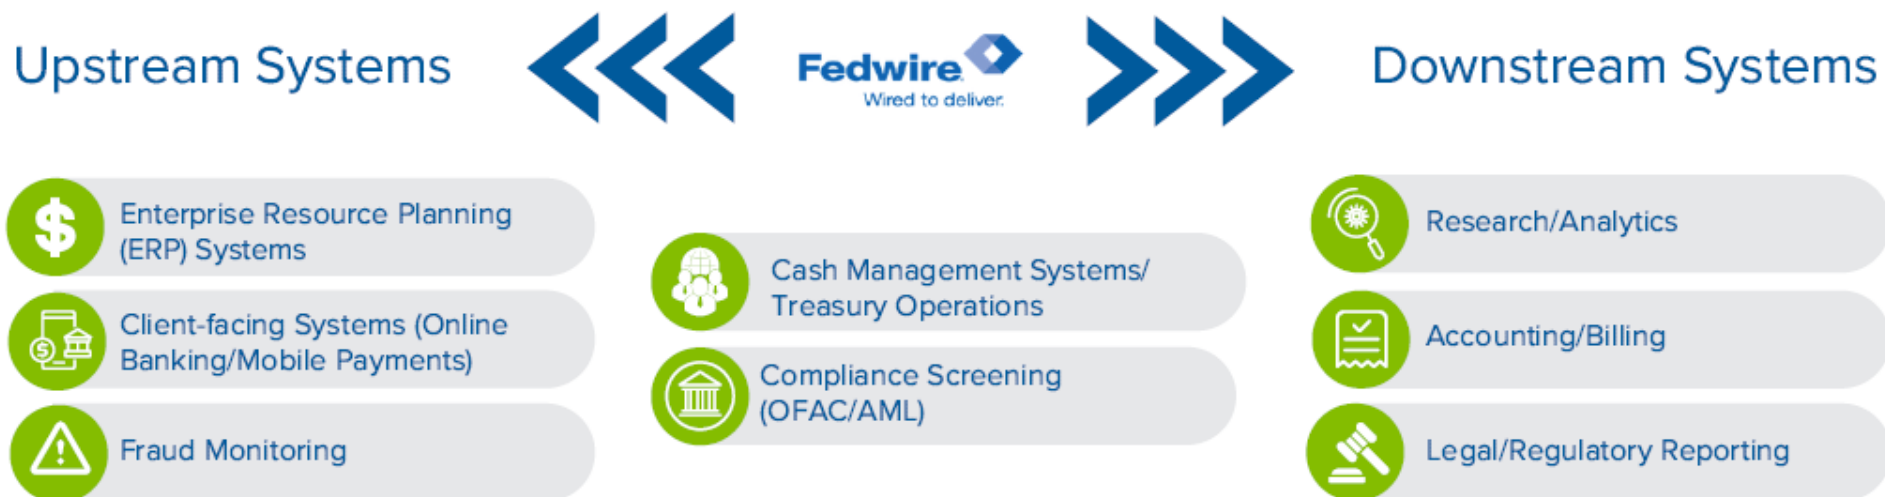 Upstream Systems
Fedwire
Wired to deliver.
Downstream Systems
Enterprise Resource Planning
(ERP) Systems
Client-facing Systems (Online
Banking/Mobile Payments)
Fraud Monitoring
Cash Management Systems/
Treasury Operations
Compliance Screening
(OFAC/AML)
Research/Analytics
Accounting/Billing
Legal/Regulatory Reporting